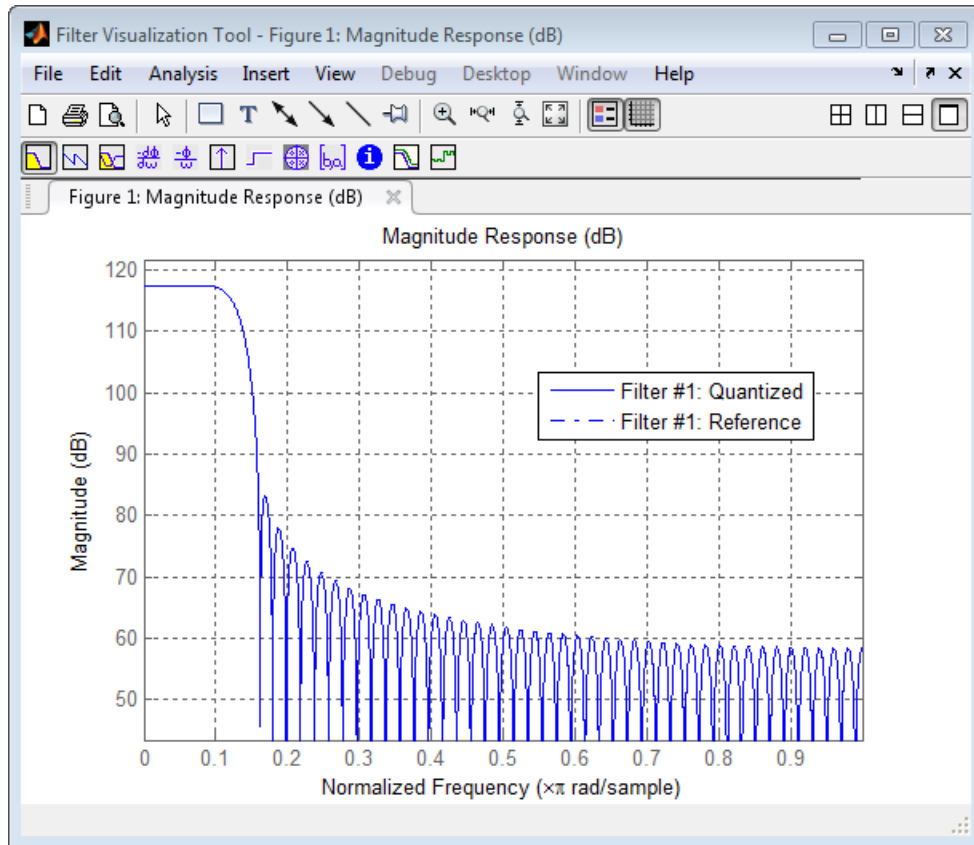 Filter Visualization Tool - Figure 1: Magnitude Response (dB)
File Edit Analysis Insert View Debug Desktop Window Help
Figure 1: Magnitude Response (dB)
Magnitude Response (dB)
120
110
100
90
80
70
60
50
Magnitude (dB)
Filter #1: Quantized
Filter #1: Reference
0 0.1 0.2 0.3 0.4 0.5 0.6 0.7 0.8 0.9
Normalized Frequency (×π rad/sample)